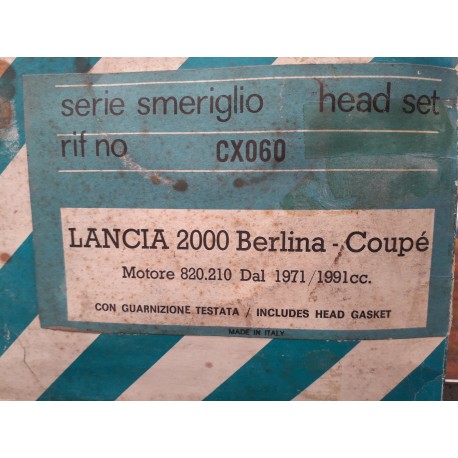 serie smeriglio head set
rif no CX060
LANCIA 2000 Berlina - Coupé
Motore 820.210 Dal 1971/1991cc.
CON GUARNIZIONE TESTATA / INCLUDES HEAD GASKET
MADE IN ITALY